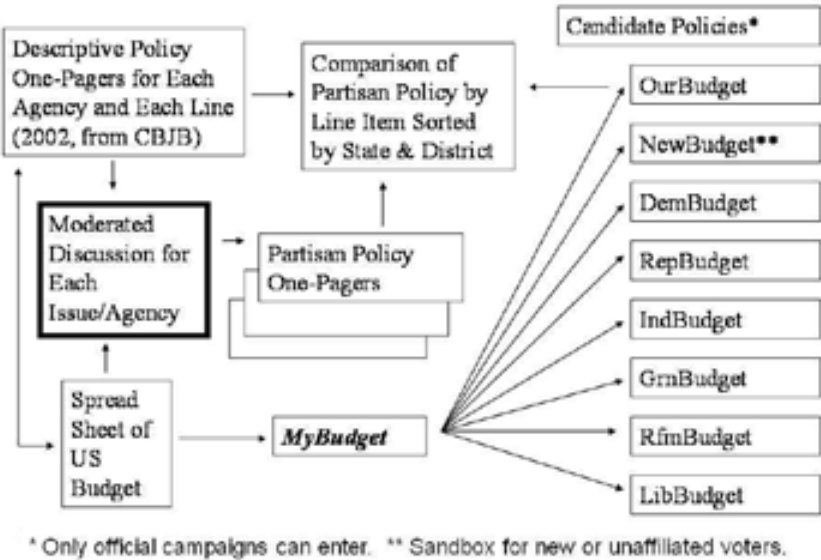 Candidate Policies*
Descriptive Policy
One-Pagers for Each
Agency and Each Line
(2002, from CBJB)
Comparison of
Partisan Policy by
Line Item Sorted
by State & District
OurBudget
NewBudget**
DemBudget
RepBudget
IndBudget
GrnBudget
RfmBudget
LibBudget
Moderated
Discussion for
Each
Issue/Agency
Partisan Policy
One-Pagers
Spread
Sheet of
US
Budget
MyBudget
* Only official campaigns can enter. ** Sandbox for new or unaffiliated voters.